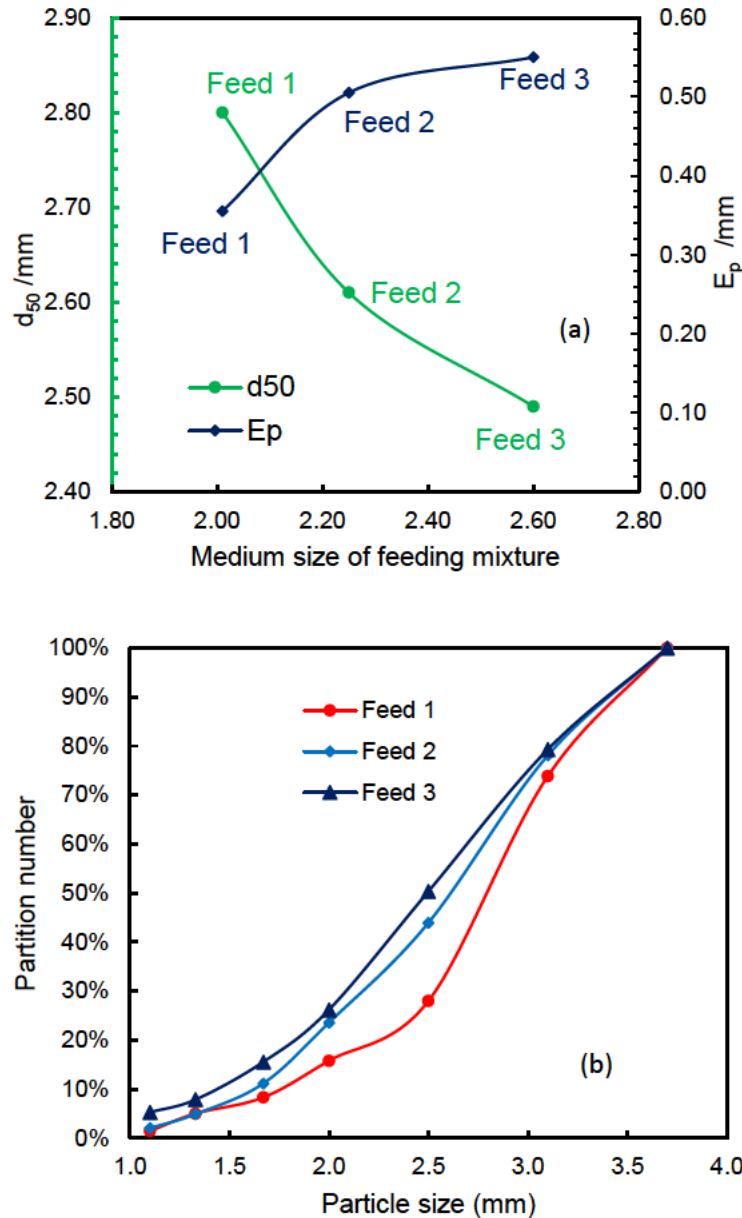 2.90
2.80
2.70
2.60
2.50
2.40
d50 /mm
0.60
0.50
0.40
0.30
0.20
0.10
0.00
Ep /mm
Feed 1
Feed 2
Feed 3
Feed 1
Feed 2
Feed 3
(a)
d50
Ep
1.80 2.00 2.20 2.40 2.60 2.80
Medium size of feeding mixture
100%
90%
80%
70%
60%
50%
40%
30%
20%
10%
0%
Partition number
Feed 1
Feed 2
Feed 3
(b)
1.0 1.5 2.0 2.5 3.0 3.5 4.0
Particle size (mm)